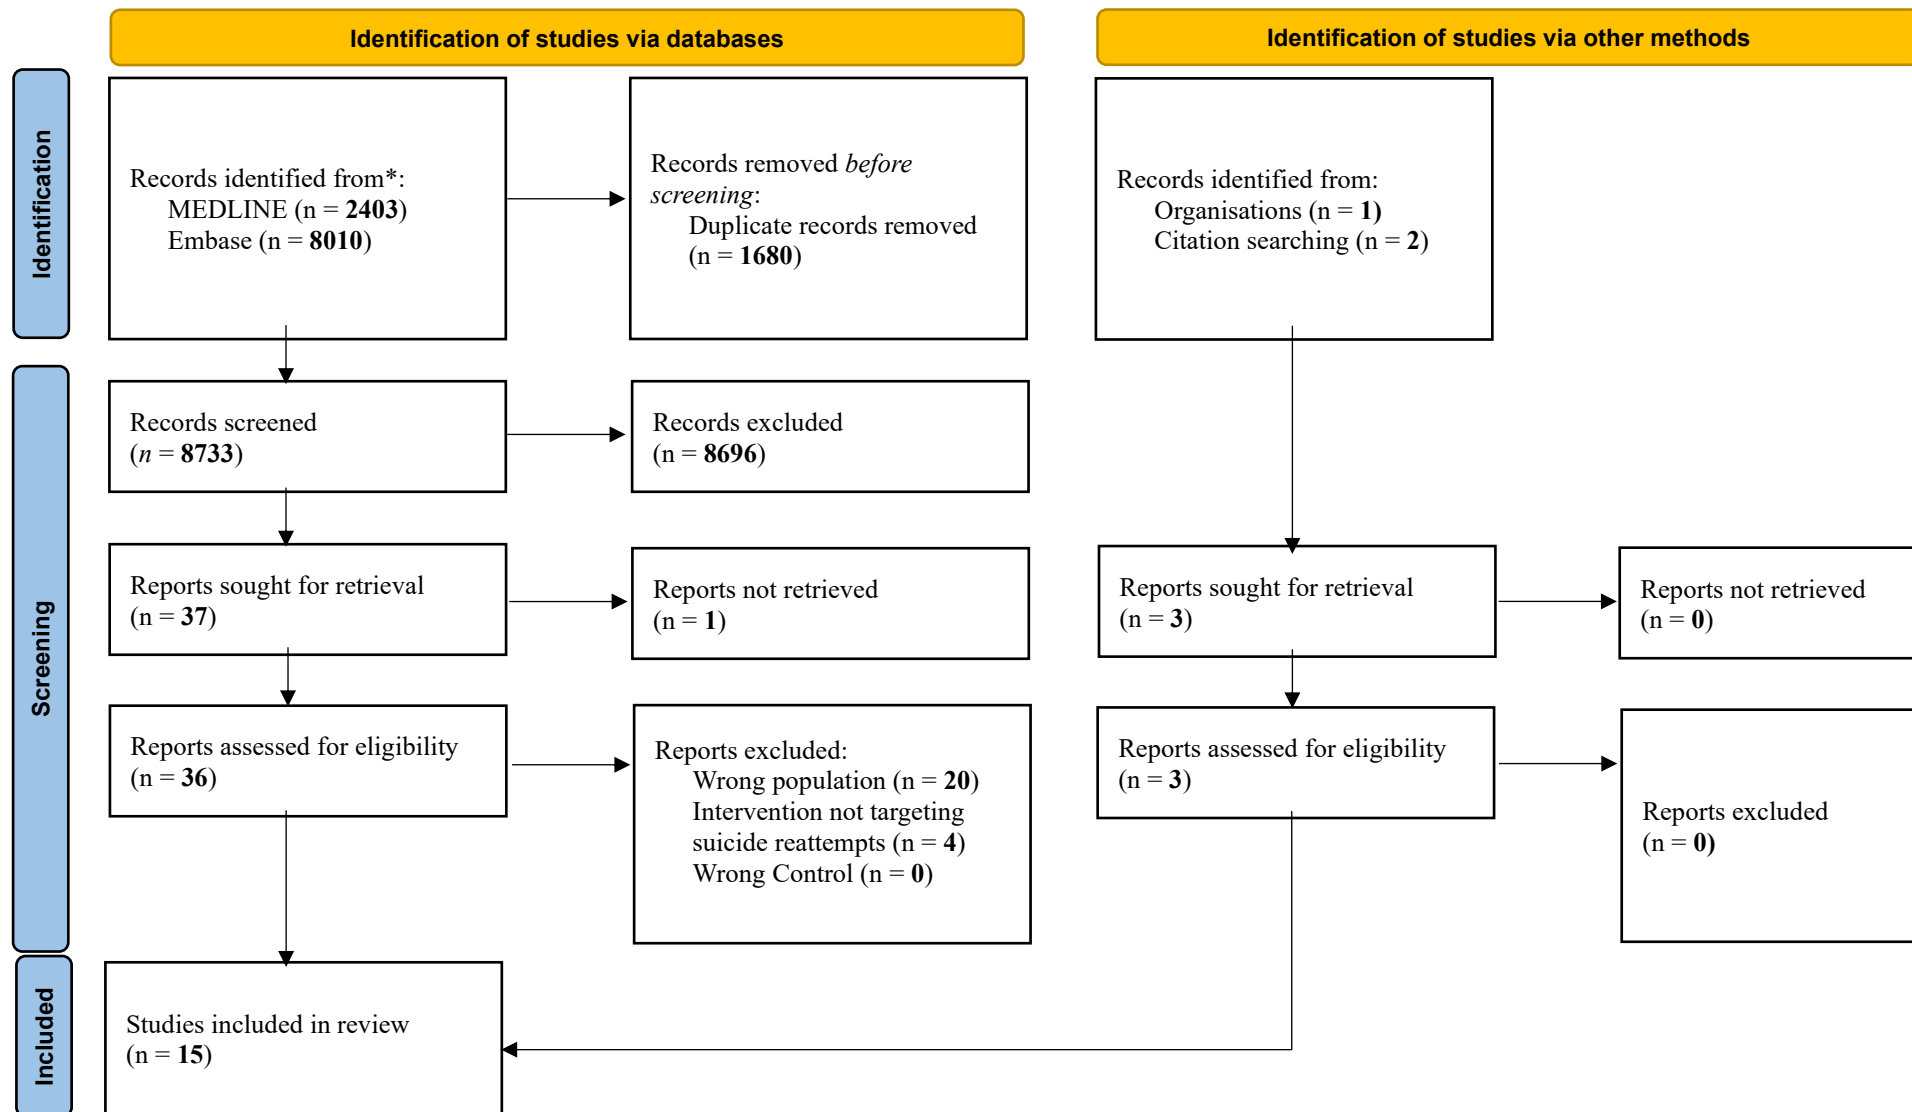 Identification of studies via databases
Identification of studies via other methods
Identification
Records identified from*:
MEDLINE (n = 2403)
Embase (n = 8010)
Records removed before
screening:
Duplicate records removed
(n = 1680)
Records identified from:
Organisations (n = 1)
Citation searching (n = 2)
Screening
Records screened
(n = 8733)
Records excluded
(n = 8696)
Reports sought for retrieval
(n = 37)
Reports not retrieved
(n = 1)
Reports sought for retrieval
(n = 3)
Reports not retrieved
(n = 0)
Reports assessed for eligibility
(n = 36)
Reports excluded:
Wrong population (n = 20)
Intervention not targeting
suicide reattempts (n = 4)
Wrong Control (n = 0)
Reports assessed for eligibility
(n = 3)
Reports excluded
(n = 0)
Included
Studies included in review
(n = 15)